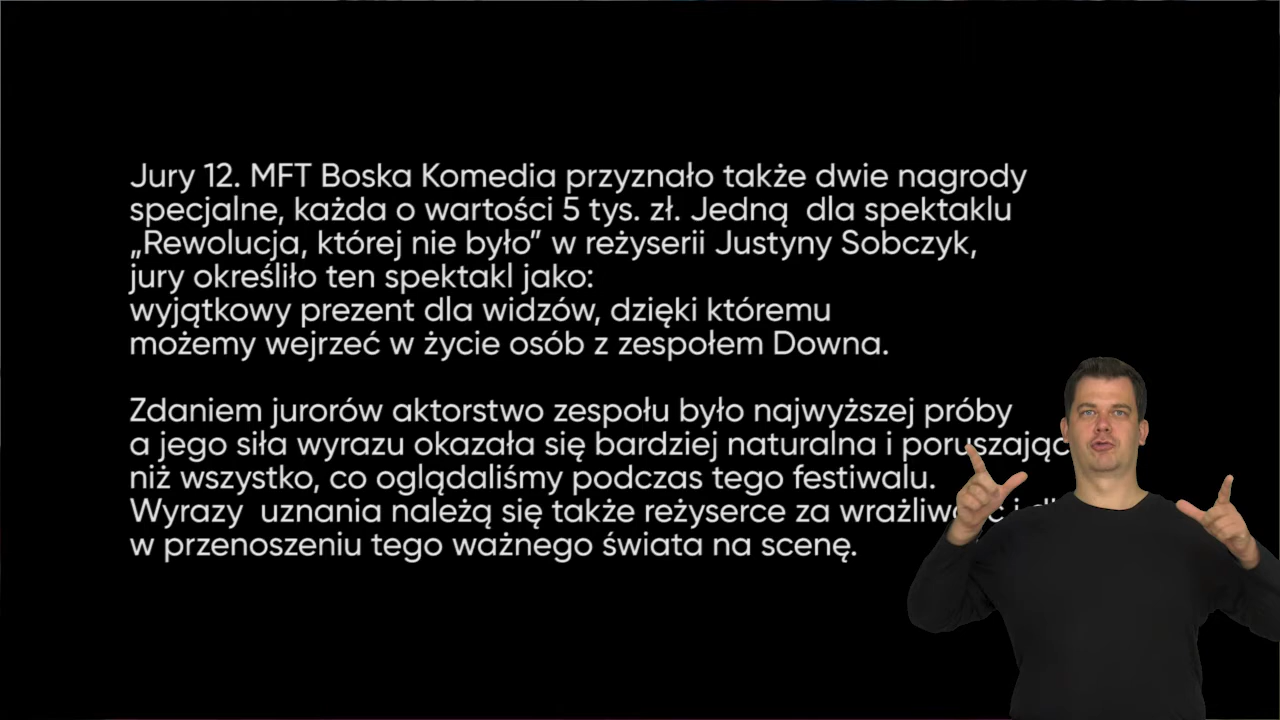 Jury 12. MFT Boska Komedia przyznało także dwie nagrody
specjalne, każda o wartości 5 tys. zł. Jedną  dla spektaklu
„Rewolucja, której nie było” w reżyserii Justyny Sobczyk,
jury określiło ten spektakl jako:
wyjątkowy prezent dla widzów, dzięki któremu
możemy wejrzeć w życie osób z zespołem Downa.
Zdaniem jurorów aktorstwo zespołu było najwyższej próby
a jego siła wyrazu okazała się bardziej naturalna i
niż wszystko, co oglądaliśmy podczas tego festiwalu.
Wyrazy  uznania należą się także reżyserce za i
w przenoszeniu tego ważnego świata na scenę.